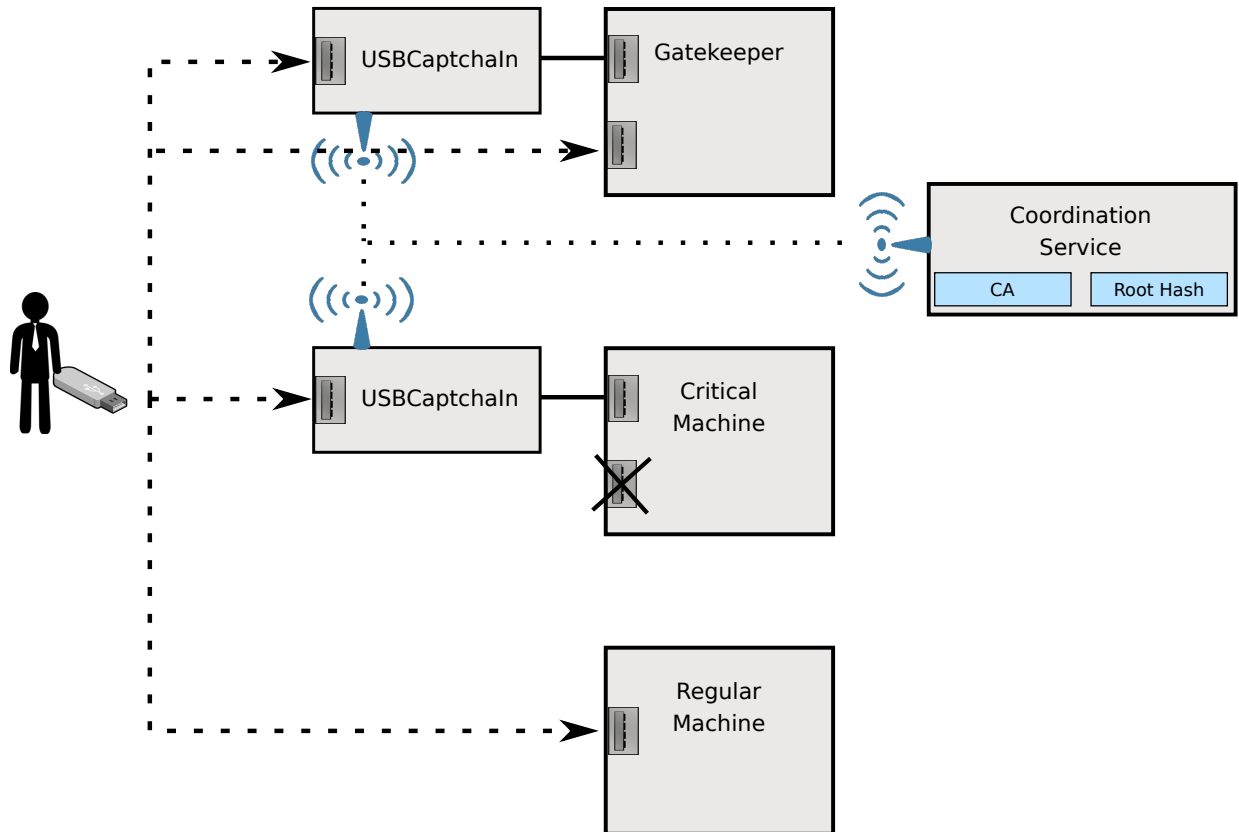 USBCaptchaIn
Gatekeeper
Coordination
Service
CA
Root Hash
USBCaptchaIn
Critical
Machine
Regular
Machine